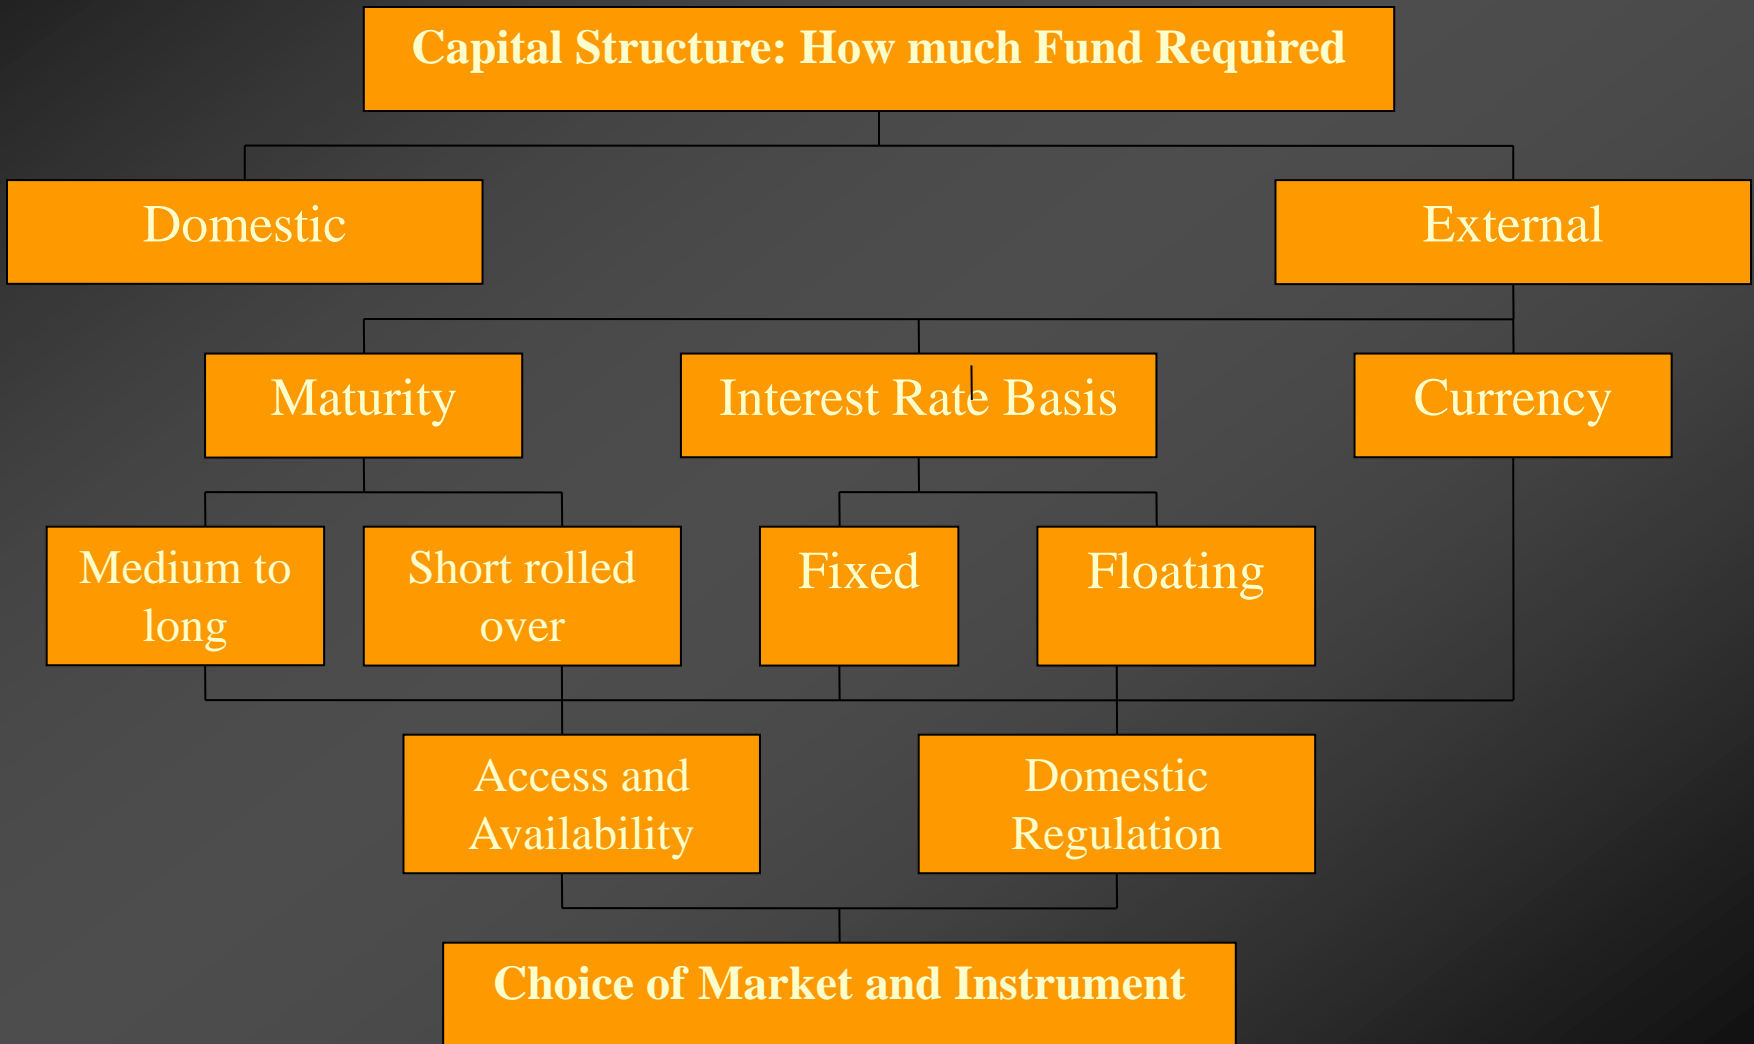 Capital Structure: How much Fund Required
Domestic
External
Maturity
Interest Rate Basis
Currency
Medium to
long
Short rolled
over
Fixed
Floating
Access and
Availability
Domestic
Regulation
Choice of Market and Instrument